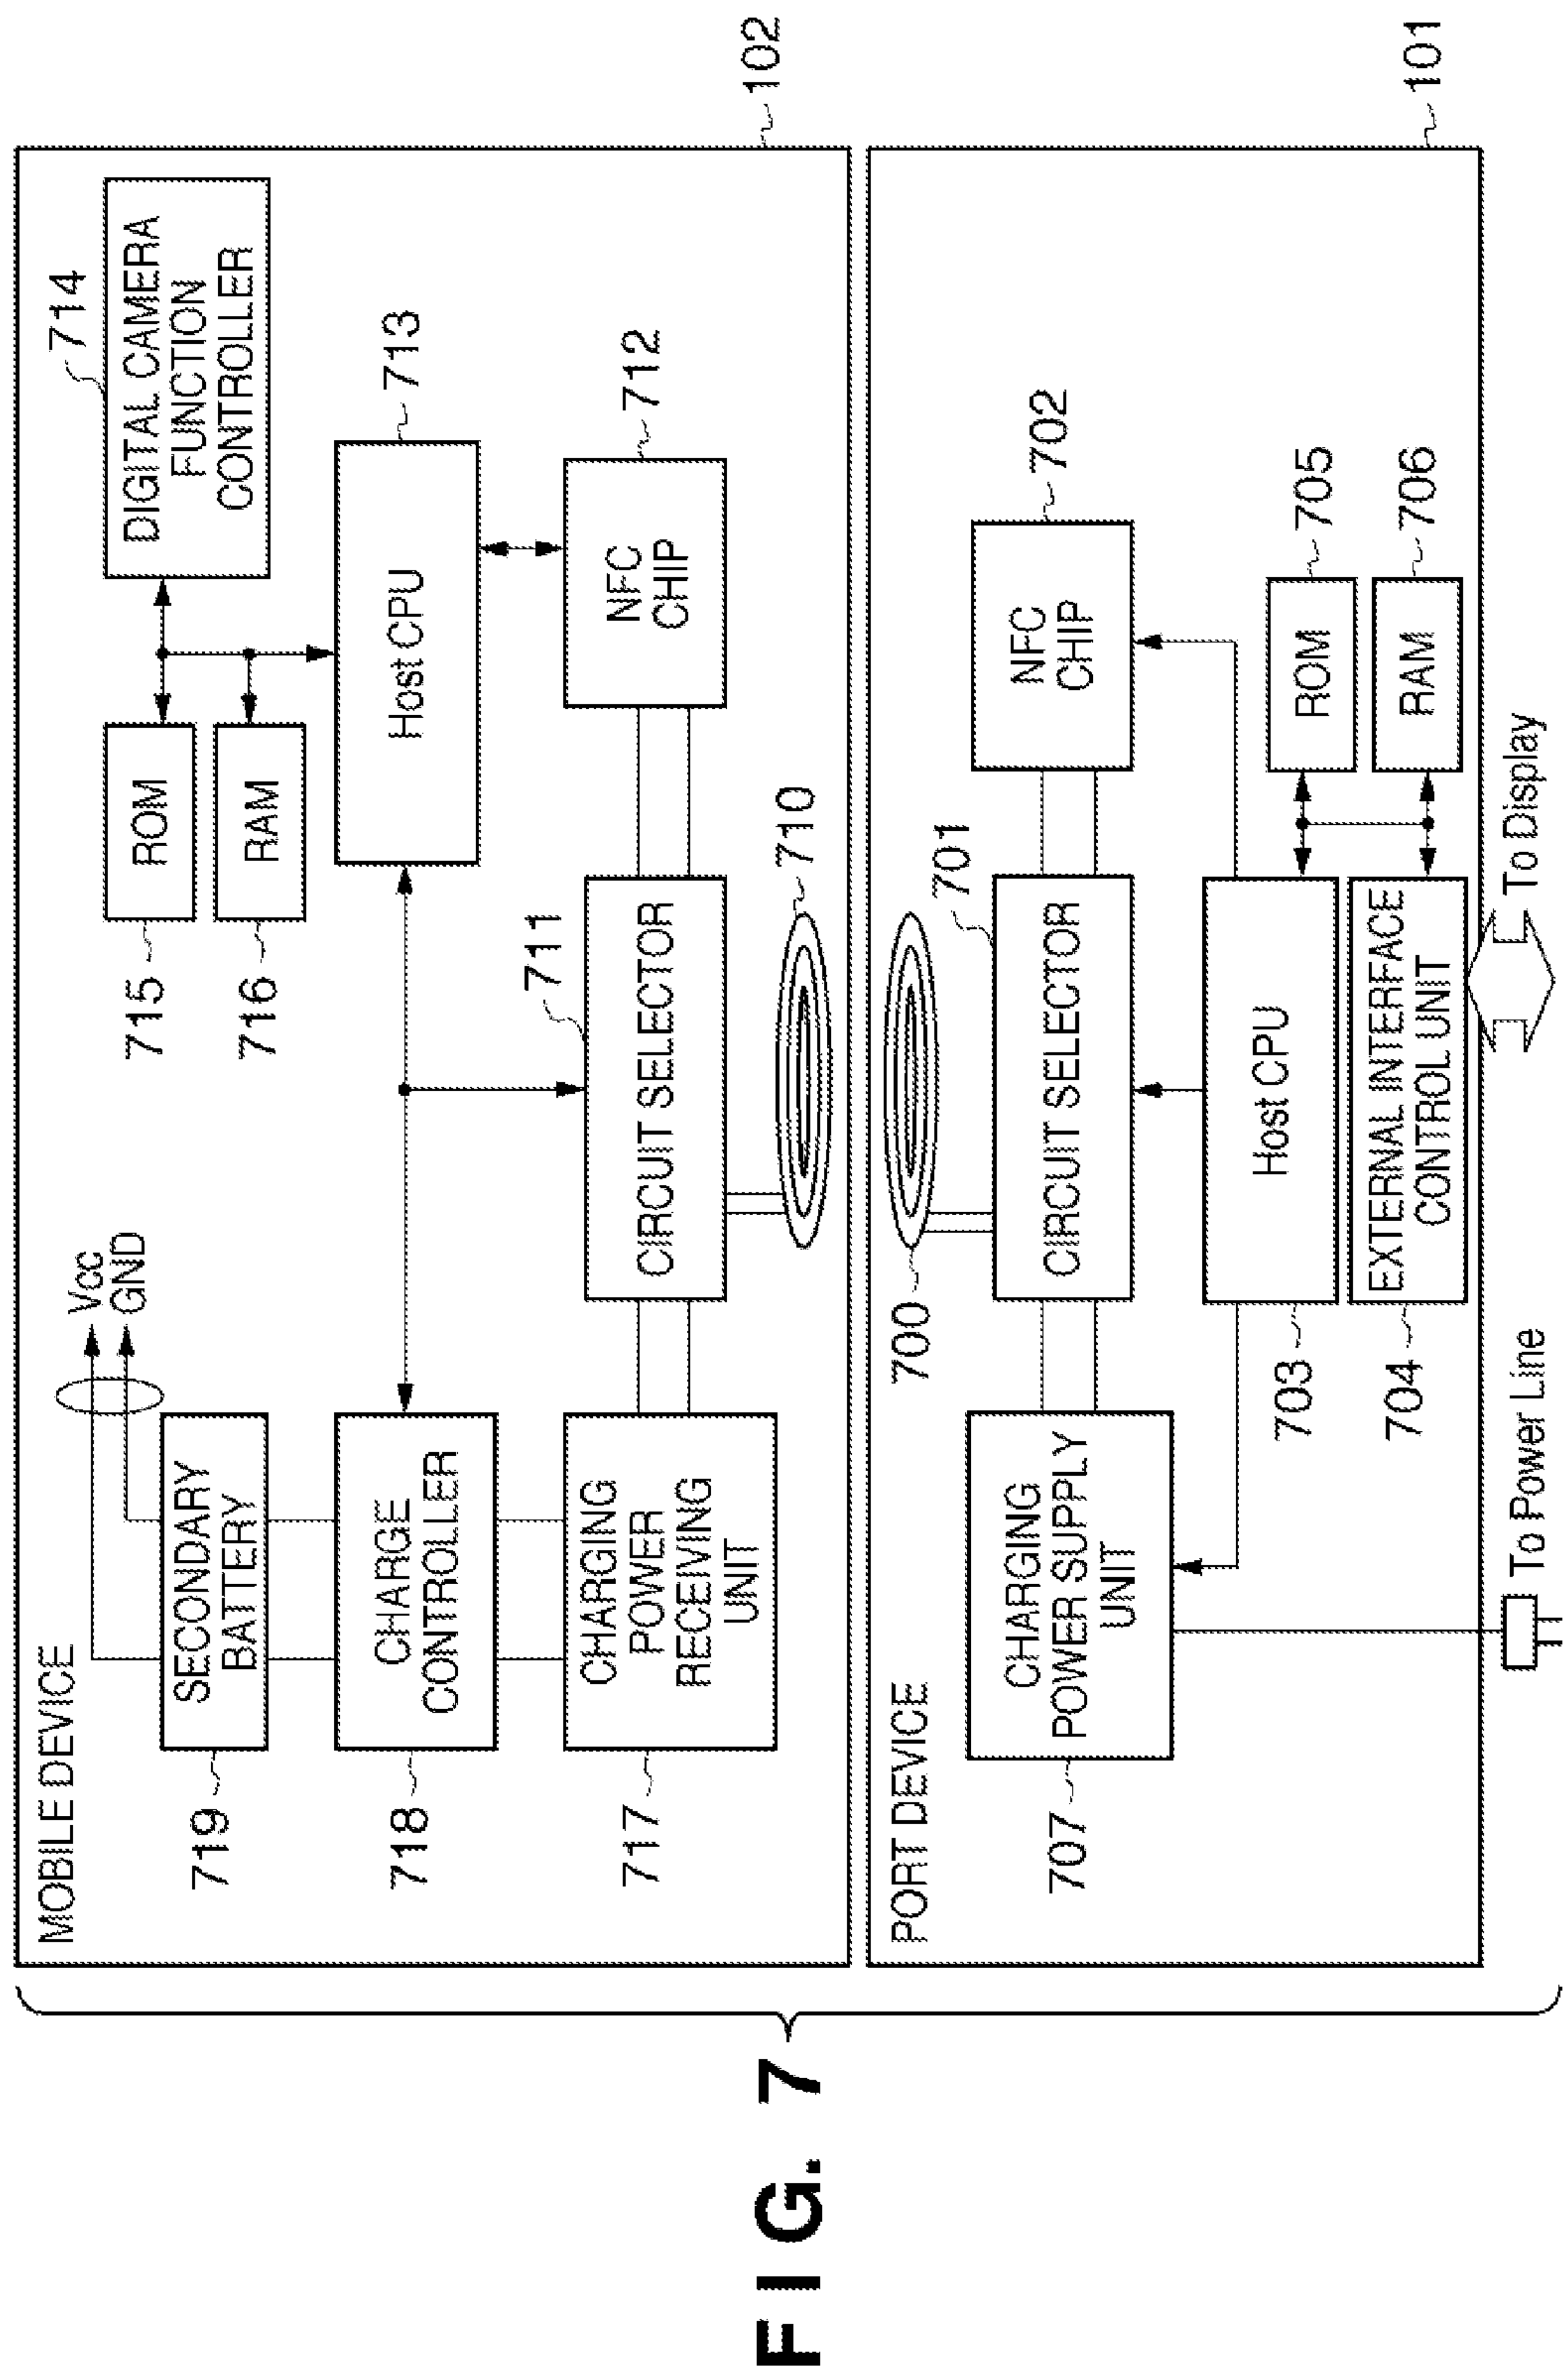 FIG. 7
MOBILE DEVICE
102
Vcc
GND
714
DIGITAL CAMERA
FUNCTION
CONTROLLER
719
SECONDARY
BATTERY
715
ROM
716
RAM
718
CHARGE
CONTROLLER
Host CPU
713
717
CHARGING
POWER
RECEIVING
UNIT
711
CIRCUIT SELECTOR
NFC
CHIP
712
710
PORT DEVICE
101
700
701
707
CHARGING
POWER SUPPLY
UNIT
CIRCUIT SELECTOR
NFC
CHIP
702
703
Host CPU
ROM
705
704
EXTERNAL INTERFACE
CONTROL UNIT
RAM
706
To Power Line
To Display